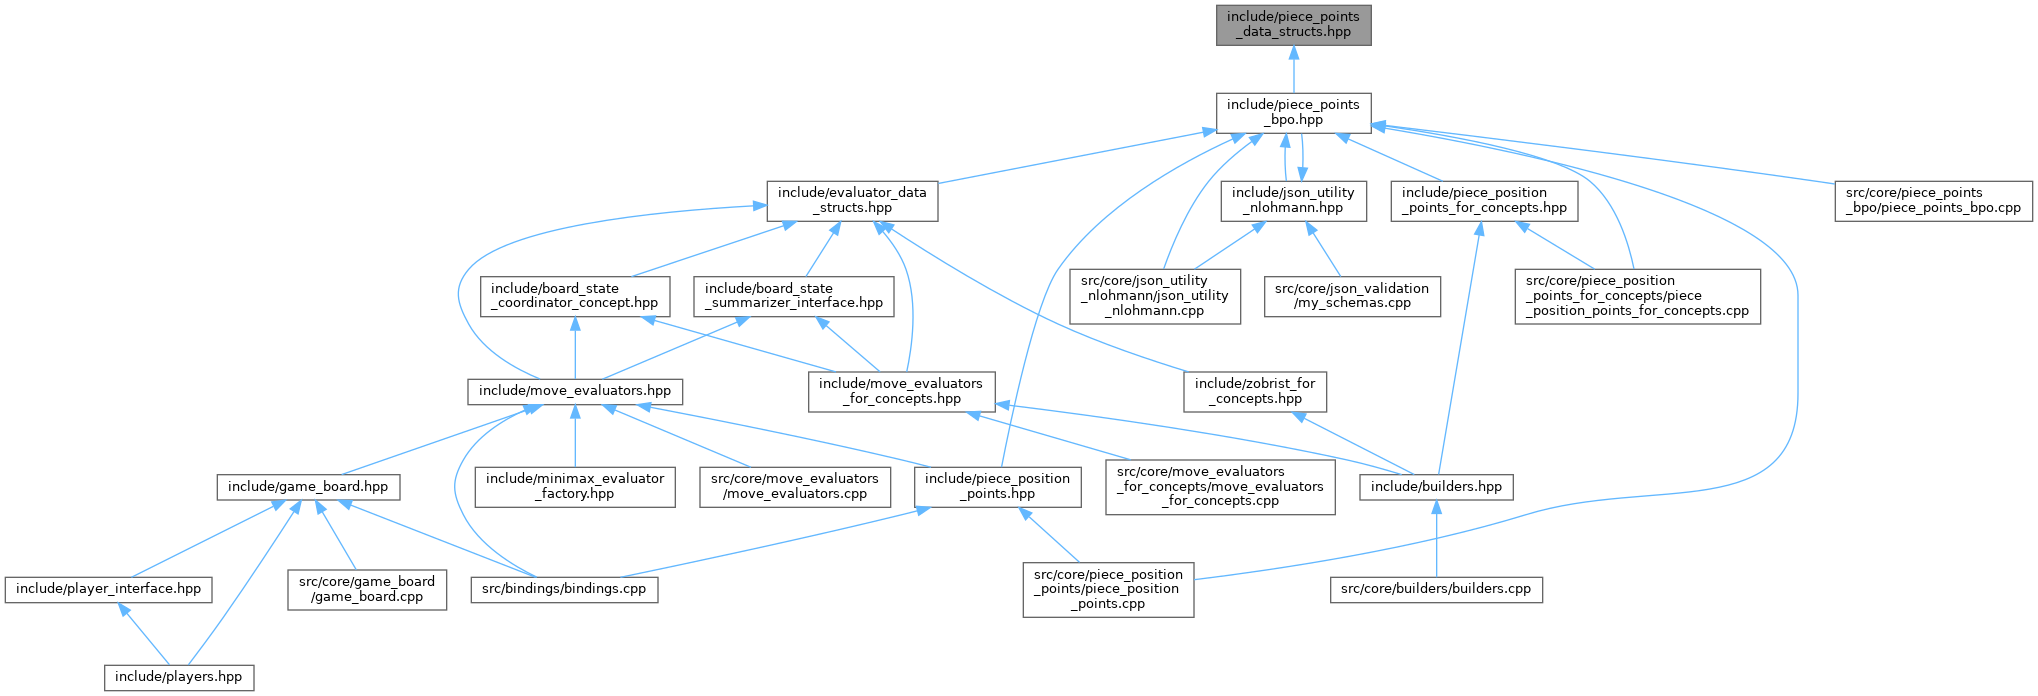 include/piece_points
_data_structs.hpp
include/piece_points
_bpo.hpp
include/evaluator_data
_structs.hpp
include/json_utility
_nlohmann.hpp
include/piece_position
_points_for_concepts.hpp
src/core/piece_points
_bpo/piece_points_bpo.cpp
include/board_state
_coordinator_concept.hpp
include/board_state
_summarizer_interface.hpp
src/core/json_utility
_nlohmann/json_utility
_nlohmann.cpp
src/core/json_validation
/my_schemas.cpp
src/core/piece_position
_points_for_concepts/piece
_position_points_for_concepts.cpp
include/move_evaluators.hpp
include/move_evaluators
_for_concepts.hpp
include/zobrist_for
_concepts.hpp
include/game_board.hpp
include/minimax_evaluator
_factory.hpp
src/core/move_evaluators
/move_evaluators.cpp
include/piece_position
_points.hpp
src/core/move_evaluators
_for_concepts/move_evaluators
_for_concepts.cpp
include/builders.hpp
include/player_interface.hpp
src/core/game_board
/game_board.cpp
src/bindings/bindings.cpp
src/core/piece_position
_points/piece_position
_points.cpp
src/core/builders/builders.cpp
include/players.hpp